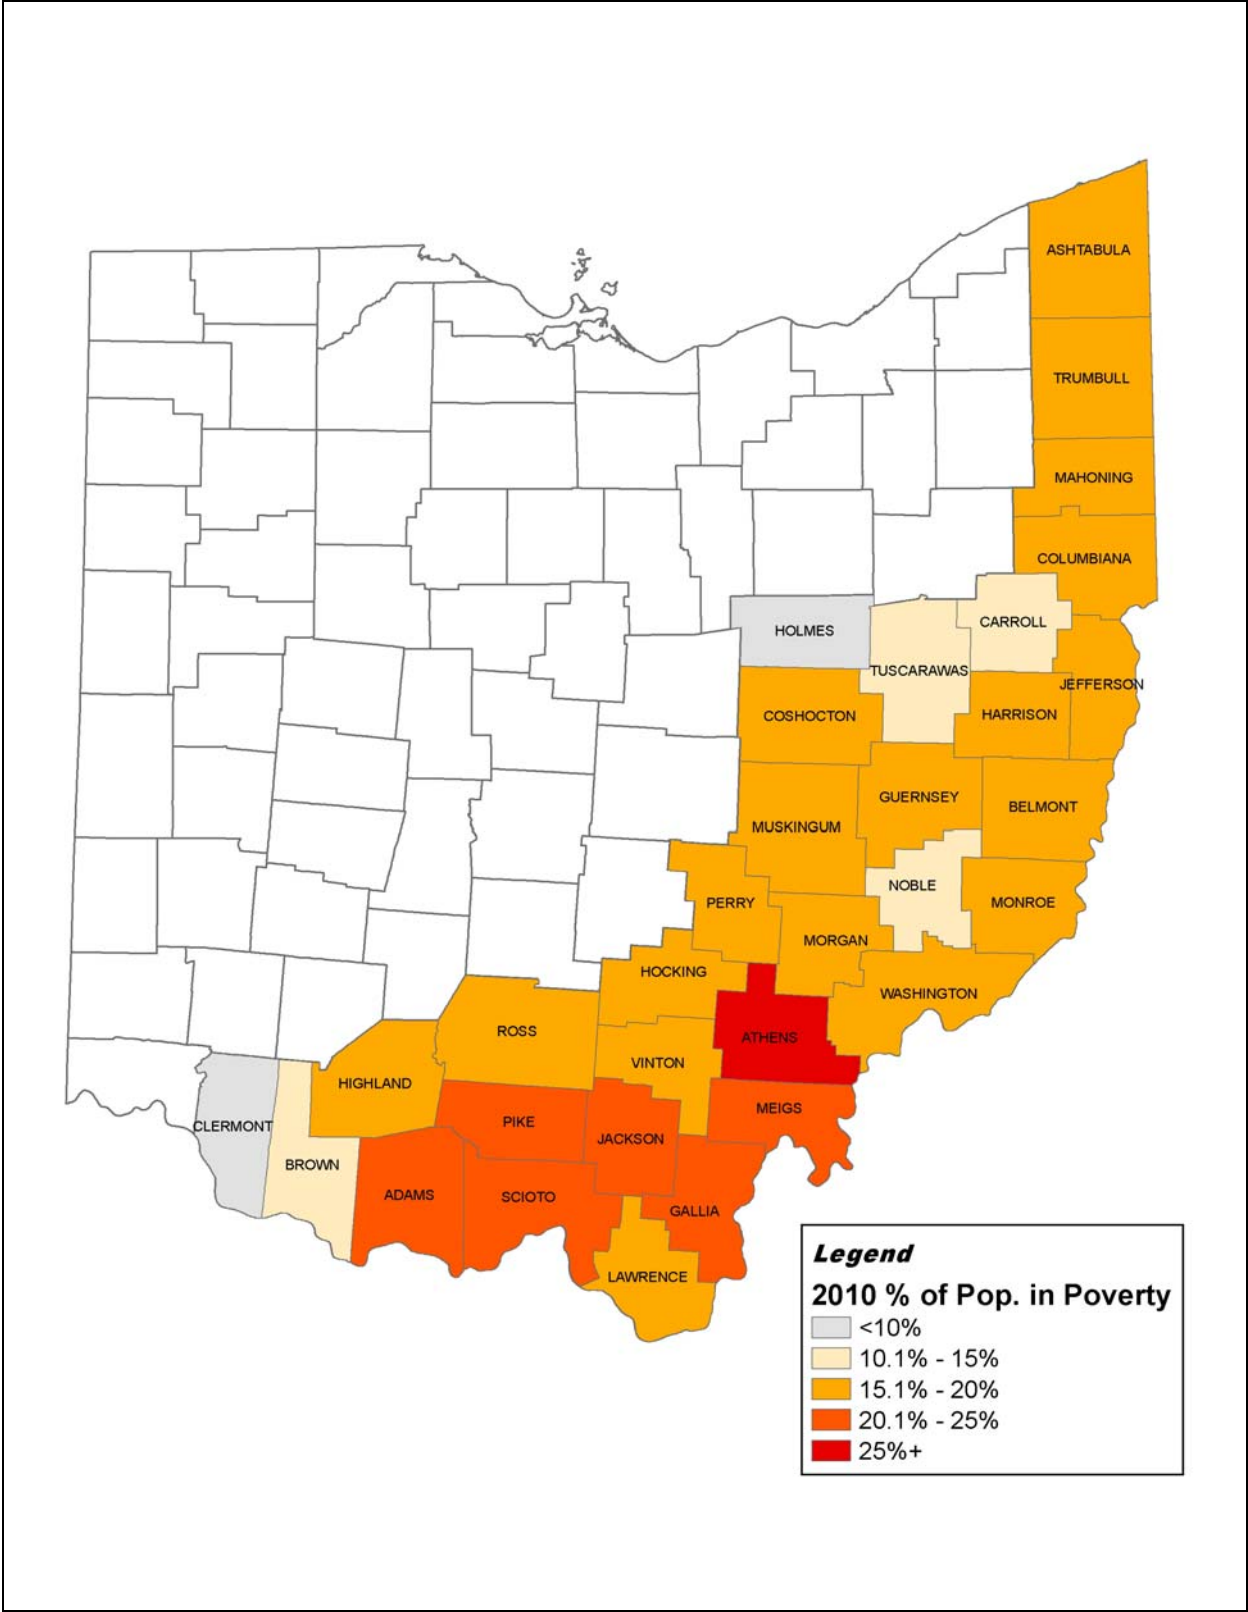 ASHTABULA
TRUMBULL
MAHONING
COLUMBIANA
CARROLL
HOLMES
TUSCARAWAS
JEFFERSON
COSHOCTON
HARRISON
GUERNSEY
BELMONT
MUSKINGUM
NOBLE
PERRY
MONROE
MORGAN
HOCKING
WASHINGTON
ROSS
ATHENS
VINTON
HIGHLAND
MEIGS
PIKE
CLERMONT
JACKSON
BROWN
ADAMS
SCIOTO
GALLIA
LAWRENCE
Legend
2010 % of Pop. in Poverty
<10%
10.1% - 15%
15.1% - 20%
20.1% - 25%
25%+